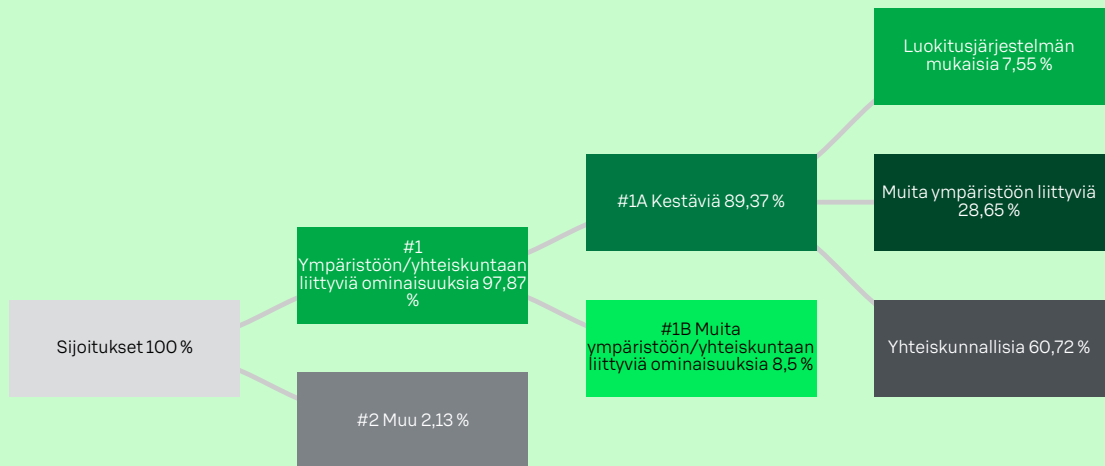 Sijoitukset 100 %
#1
Ympäristöön/yhteiskuntaan
liittyviä ominaisuuksia 97,87
%
#2 Muu 2,13 %
#1A Kestäviä 89,37 %
#1B Muita
ympäristöön/yhteiskuntaan
liittyviä ominaisuuksia 8,5 %
Luokitusjärjestelmän
mukaisia 7,55 %
Muita ympäristöön liittyviä
28,65 %
Yhteiskunnallisia 60,72 %